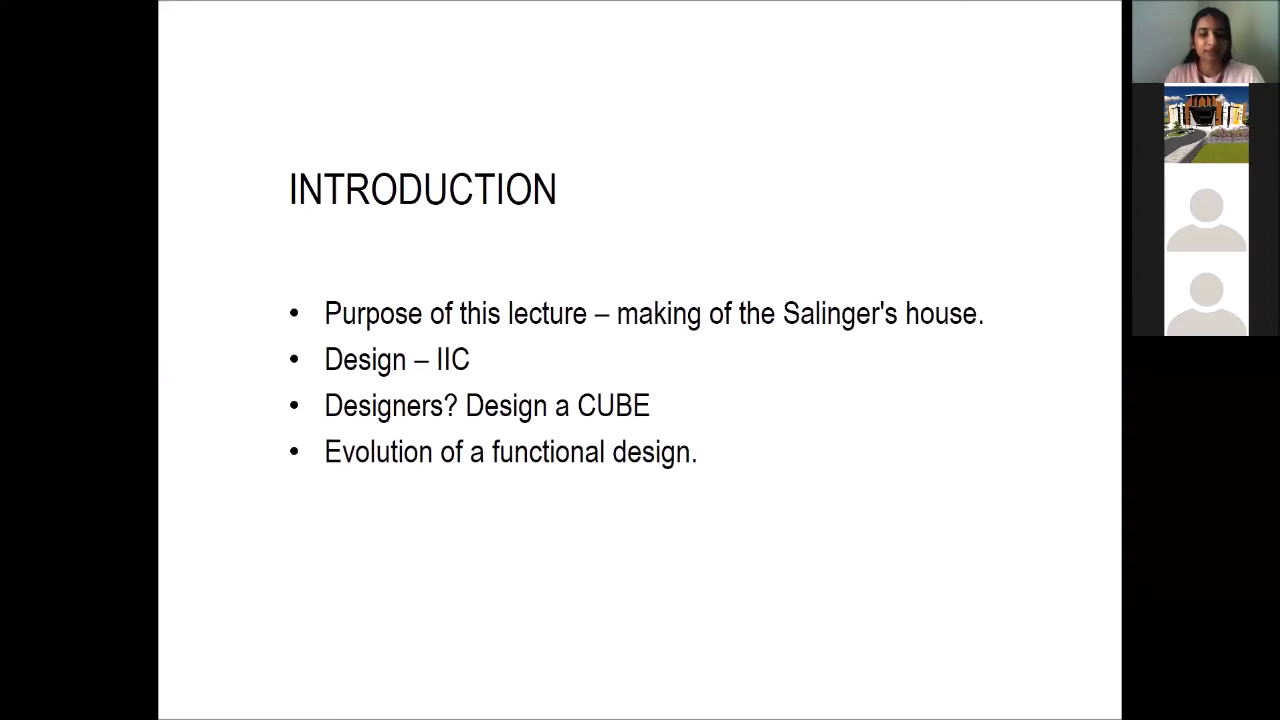 INTRODUCTION
• Purpose of this lecture – making of the Salinger's house.
• Design – IIC
• Designers? Design a CUBE
• Evolution of a functional design.